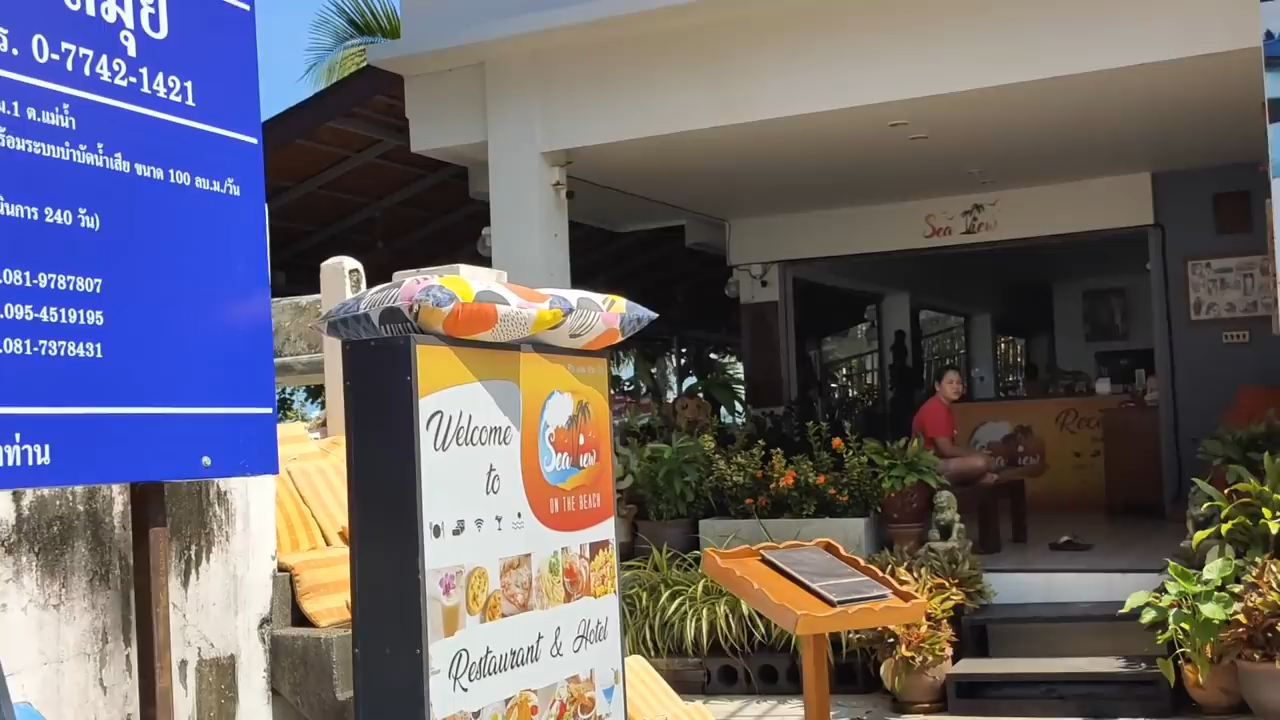 สมุย
ร. 0-7742-1421
ม.1 ต.แม่น้ำ
ร้อมระบบบำบัดน้ำเสีย ขนาด 100 ลบ.ม./วัน
นินการ 240 วัน)
.081-9787807
.095-4519195
.081-7378431
ท่าน
Welcome
to
Sea View
ON THE BEACH
Restaurant & Hotel
Sea View
Rece
Sea View